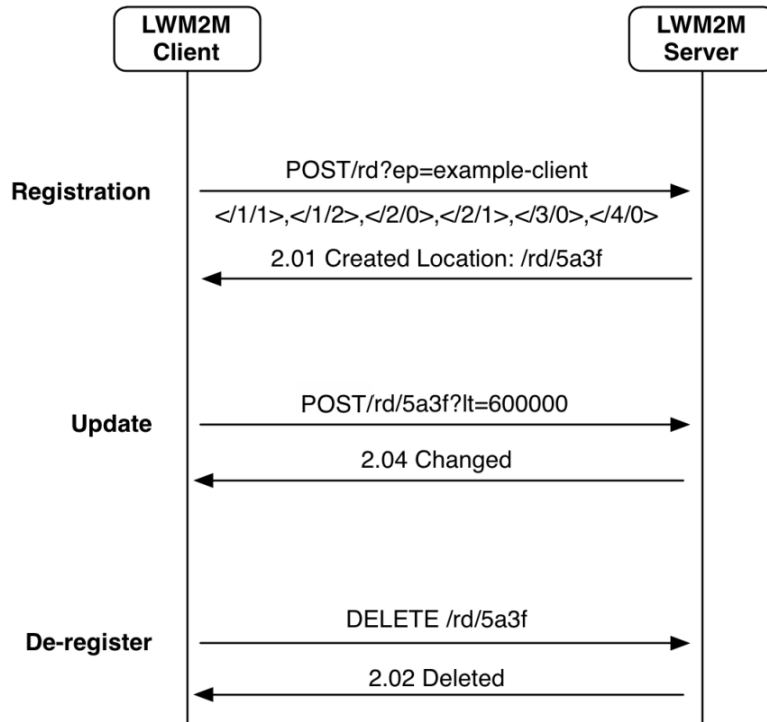 LWM2M
Client
LWM2M
Server
Registration
POST/rd?ep=example-client
</1/1>,</1/2>,</2/0>,</2/1>,</3/0>,</4/0>
2.01 Created Location: /rd/5a3f
Update
POST/rd/5a3f?lt=600000
2.04 Changed
De-register
DELETE /rd/5a3f
2.02 Deleted